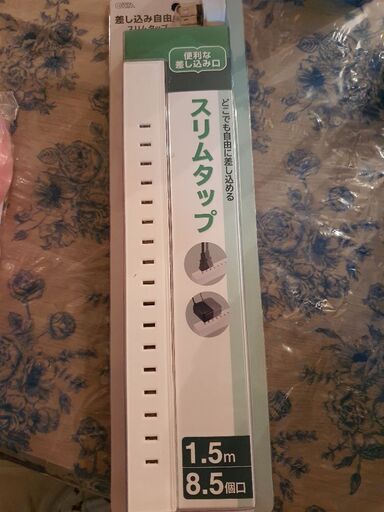 OHM
差し込み自由
スリムタップ
便利な
差し込み口
どこでも自由に差し込める
スリムタップ
1.5m
8.5個口